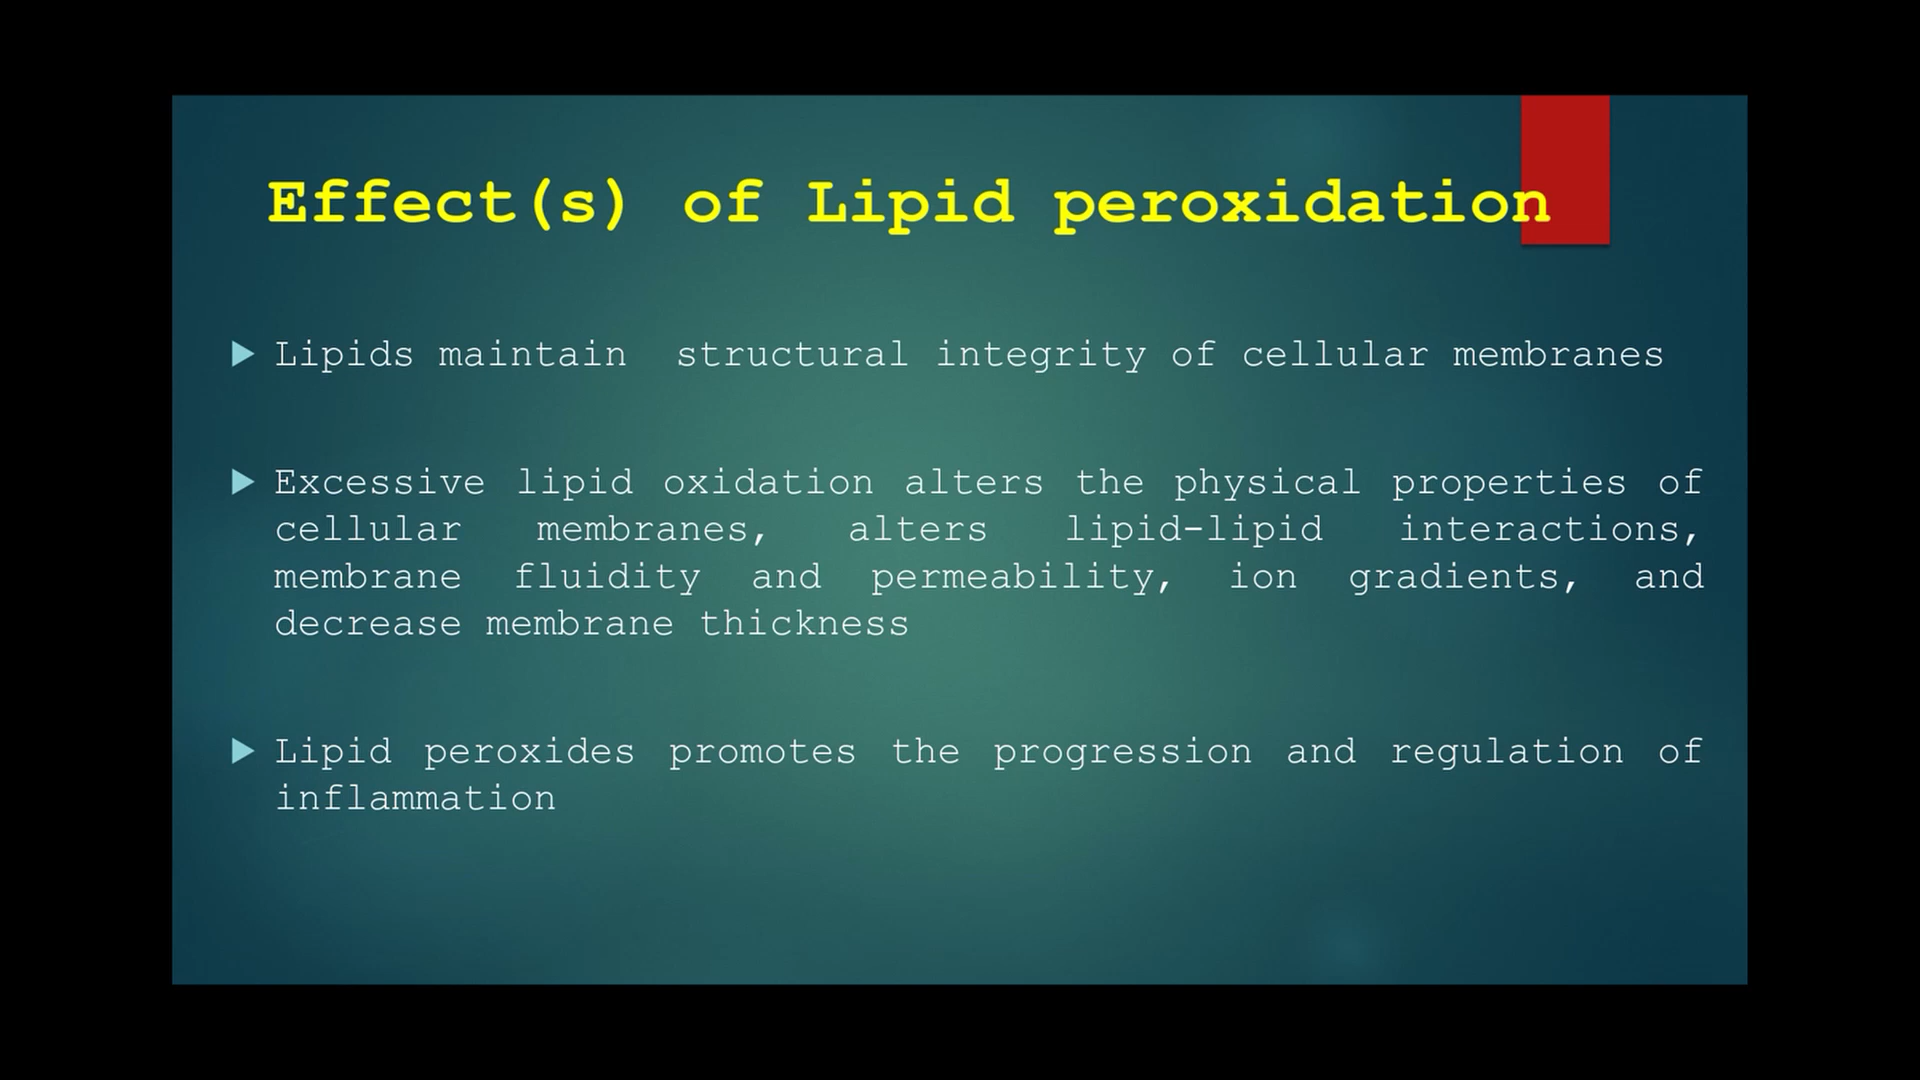 Effect(s) of Lipid peroxidation
Lipids maintain structural integrity of cellular membranes
Excessive lipid oxidation alters the physical properties of
cellular membranes, alters lipid-lipid interactions,
membrane fluidity and permeability, ion gradients, and
decrease membrane thickness
Lipid peroxides promotes the progression and regulation of
inflammation